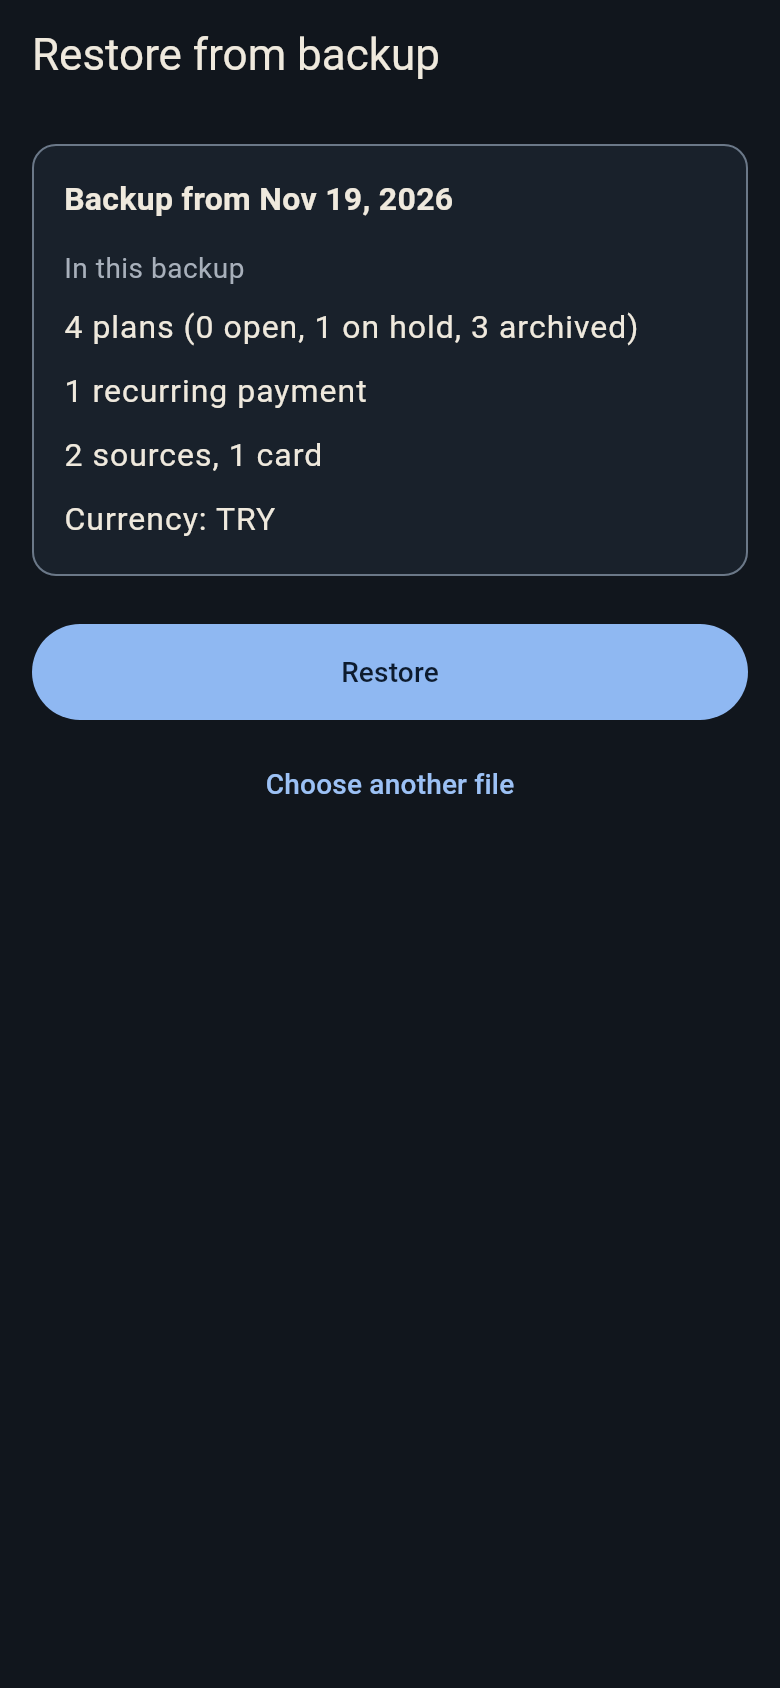 Restore from backup
Backup from Nov 19, 2026
In this backup
4 plans (0 open, 1 on hold, 3 archived)
1 recurring payment
2 sources, 1 card
Currency: TRY
Restore
Choose another file